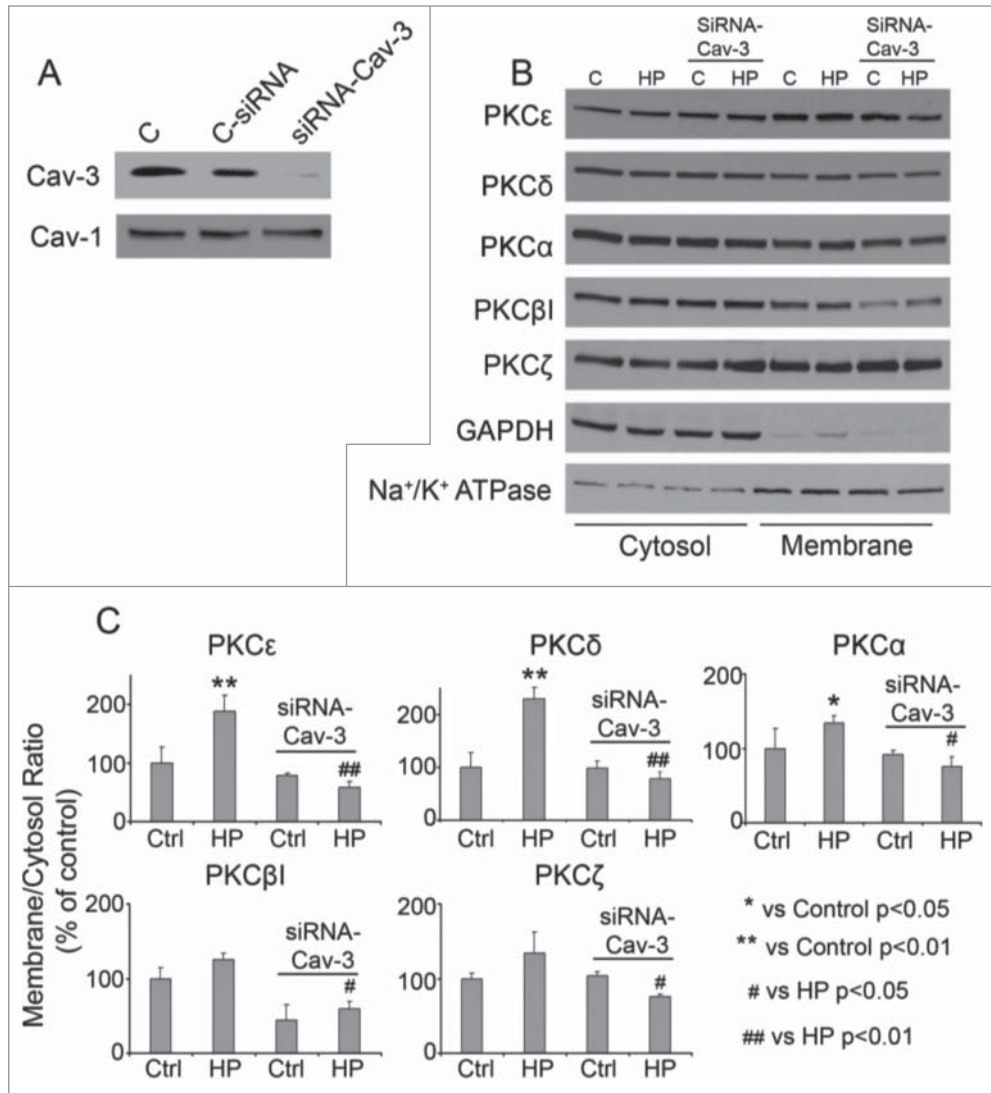 A
C
C-siRNA
siRNA-Cav-3
Cav-3
Cav-1
B
SiRNA-
Cav-3
SiRNA-
Cav-3
C HP C HP C HP C HP
PKCε
PKCδ
PKCα
PKCβI
PKCζ
GAPDH
Na⁺/K⁺ ATPase
Cytosol Membrane
C
Membrane/Cytosol Ratio
(% of control)
PKCε
200
100
0
**
siRNA-
Cav-3
##
Ctrl HP Ctrl HP
PKCδ
200
100
0
**
siRNA-
Cav-3
##
Ctrl HP Ctrl HP
PKCα
200
100
0
*
siRNA-
Cav-3
#
Ctrl HP Ctrl HP
PKCβI
200
100
0
siRNA-
Cav-3
#
Ctrl HP Ctrl HP
PKCζ
200
100
0
siRNA-
Cav-3
#
Ctrl HP Ctrl HP
* vs Control p<0.05
** vs Control p<0.01
# vs HP p<0.05
## vs HP p<0.01